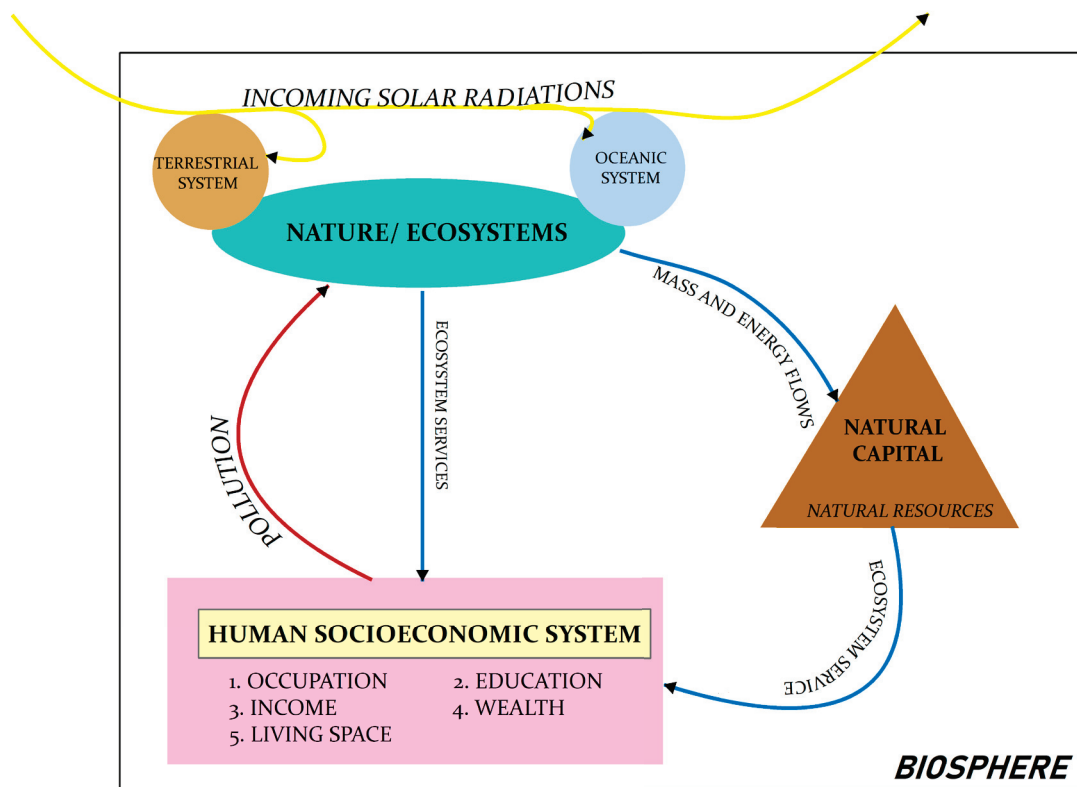 INCOMING SOLAR RADIATIONS
TERRESTRIAL
SYSTEM
OCEANIC
SYSTEM
NATURE/ ECOSYSTEMS
MASS AND ENERGY FLOWS
ECOSYSTEM SERVICES
POLLUTION
NATURAL
CAPITAL
NATURAL RESOURCES
ECOSYSTEM SERVICE
HUMAN SOCIOECONOMIC SYSTEM
1. OCCUPATION 2. EDUCATION
3. INCOME 4. WEALTH
5. LIVING SPACE
BIOSPHERE